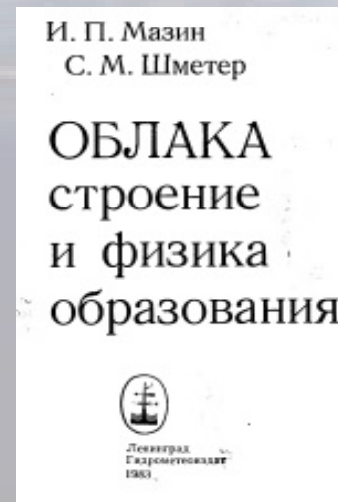 И. П. Мазин
С. М. Шметер
ОБЛАКА
строение
и физика
образования
Ленинград
Гидрометеоиздат
1983